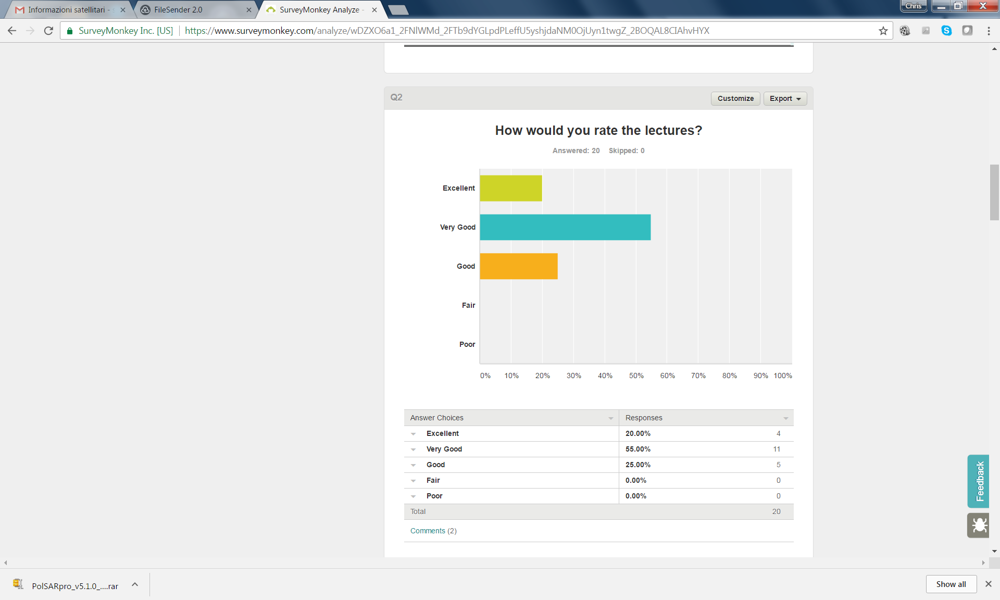 Informazioni satellitari -
FileSender 2.0
SurveyMonkey Analyze -
Chris
SurveyMonkey Inc. [US]
https://www.surveymonkey.com/analyze/wDZXO6a1_2FNlWMd_2FTb9dYGLpdPLeffU5yshjdaNM0OjUyn1twgZ_2BOQAL8CIAhvHYX
Q2
Customize
Export
How would you rate the lectures?
Answered: 20 Skipped: 0
Excellent
Very Good
Good
Fair
Poor
0% 10% 20% 30% 40% 50% 60% 70% 80% 90% 100%
Answer Choices Responses
Excellent 20.00% 4
Very Good 55.00% 11
Good 25.00% 5
Fair 0.00% 0
Poor 0.00% 0
Total 20
Comments (2)
Feedback
PolSARpro_v5.1.0_....rar
Show all